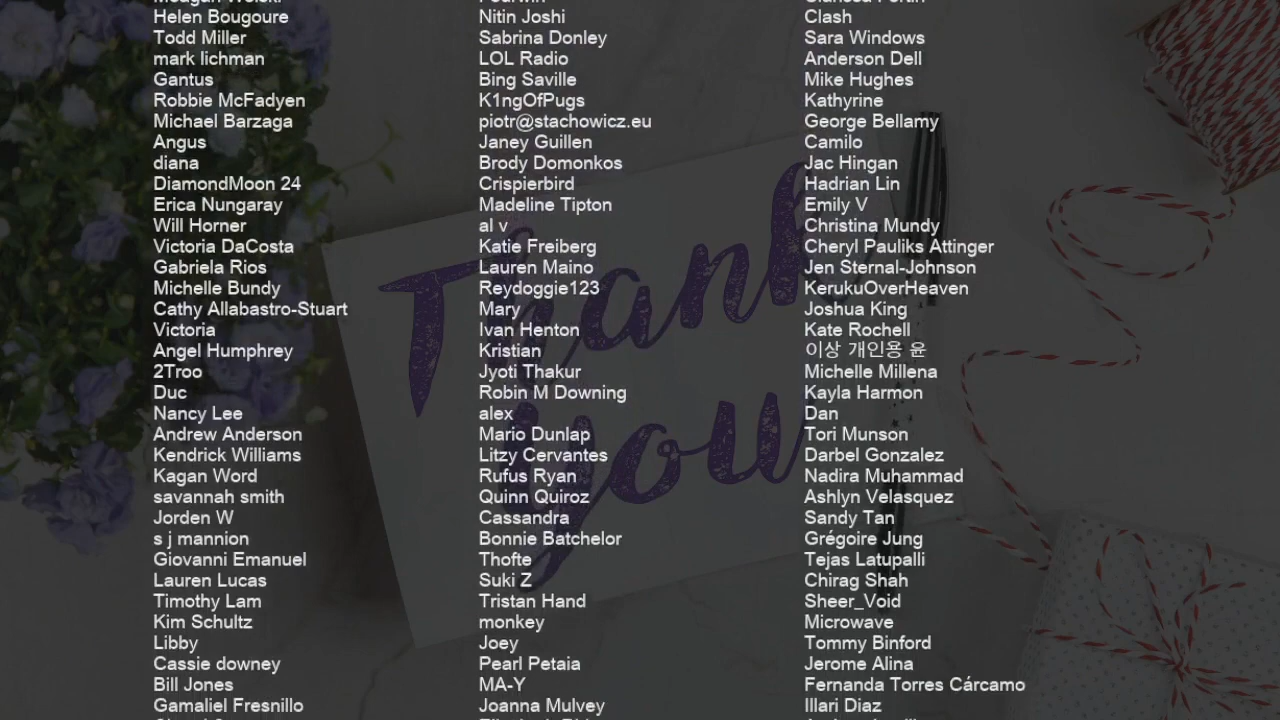 Helen Bougoure
Todd Miller
mark lichman
Gantus
Robbie McFadyen
Michael Barzaga
Angus
diana
DiamondMoon 24
Erica Nungaray
Will Horner
Victoria DaCosta
Gabriela Rios
Michelle Bundy
Cathy Allabastro-Stuart
Victoria
Angel Humphrey
2Troo
Duc
Nancy Lee
Andrew Anderson
Kendrick Williams
Kagan Word
savannah smith
Jorden W
s j mannion
Giovanni Emanuel
Lauren Lucas
Timothy Lam
Kim Schultz
Libby
Cassie downey
Bill Jones
Gamaliel Fresnillo
Nitin Joshi
Sabrina Donley
LOL Radio
Bing Saville
K1ngOfPugs
piotr@stachowicz.eu
Janey Guillen
Brody Domonkos
Crispierbird
Madeline Tipton
al v
Katie Freiberg
Lauren Maino
Reydoggie123
Mary
Ivan Henton
Kristian
Jyoti Thakur
Robin M Downing
alex
Mario Dunlap
Litzy Cervantes
Rufus Ryan
Quinn Quiroz
Cassandra
Bonnie Batchelor
Thofte
Suki Z
Tristan Hand
monkey
Joey
Pearl Petaia
MA-Y
Joanna Mulvey
Clash
Sara Windows
Anderson Dell
Mike Hughes
Kathyrine
George Bellamy
Camilo
Jac Hingan
Hadrian Lin
Emily V
Christina Mundy
Cheryl Pauliks Attinger
Jen Sternal-Johnson
KerukuOverHeaven
Joshua King
Kate Rochell
이상 개인용 윤
Michelle Millena
Kayla Harmon
Dan
Tori Munson
Darbel Gonzalez
Nadira Muhammad
Ashlyn Velasquez
Sandy Tan
Grégoire Jung
Tejas Latupalli
Chirag Shah
Sheer_Void
Microwave
Tommy Binford
Jerome Alina
Fernanda Torres Cárcamo
Illari Diaz
Thank
you